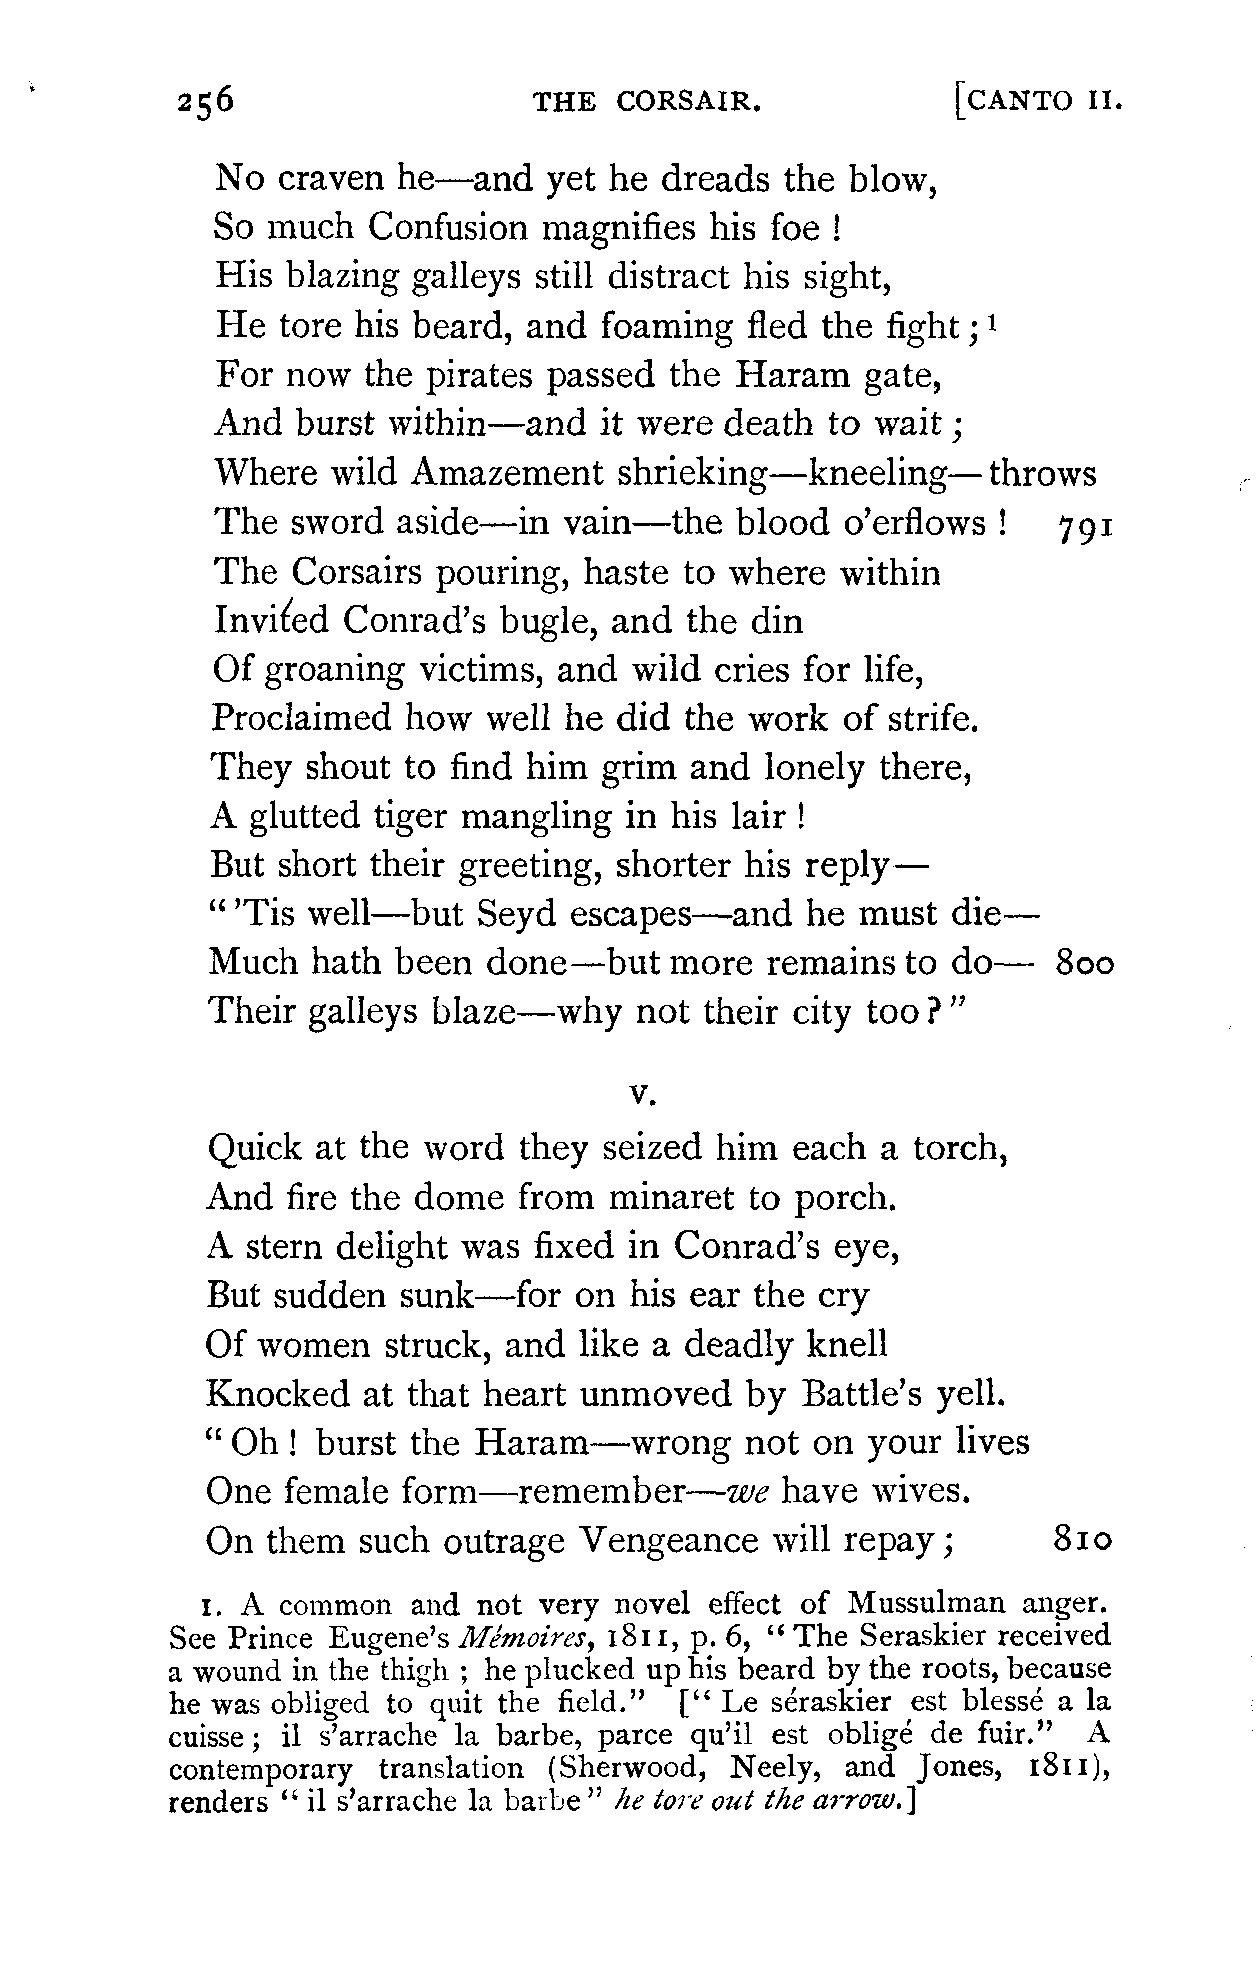 256 THE CORSAIR. [CANTO II.
No craven he—and yet he dreads the blow,
So much Confusion magnifies his foe !
His blazing galleys still distract his sight,
He tore his beard, and foaming fled the fight ; 1
For now the pirates passed the Haram gate,
And burst within—and it were death to wait ;
Where wild Amazement shrieking—kneeling—throws
The sword aside—in vain—the blood o'erflows ! 791
The Corsairs pouring, haste to where within
Invited Conrad's bugle, and the din
Of groaning victims, and wild cries for life,
Proclaimed how well he did the work of strife.
They shout to find him grim and lonely there,
A glutted tiger mangling in his lair !
But short their greeting, shorter his reply—
" 'Tis well—but Seyd escapes—and he must die—
Much hath been done—but more remains to do— 800
Their galleys blaze—why not their city too ? "
V.
Quick at the word they seized him each a torch,
And fire the dome from minaret to porch.
A stern delight was fixed in Conrad's eye,
But sudden sunk—for on his ear the cry
Of women struck, and like a deadly knell
Knocked at that heart unmoved by Battle's yell.
" Oh ! burst the Haram—wrong not on your lives
One female form—remember—we have wives.
On them such outrage Vengeance will repay ; 810
1. A common and not very novel effect of Mussulman anger.
See Prince Eugene's Mémoires, 1811, p. 6, " The Seraskier received
a wound in the thigh ; he plucked up his beard by the roots, because
he was obliged to quit the field." [" Le séraskier est blessé a la
cuisse ; il s'arrache la barbe, parce qu'il est obligé de fuir." A
contemporary translation (Sherwood, Neely, and Jones, 1811),
renders " il s'arrache la barbe " he tore out the arrow.]